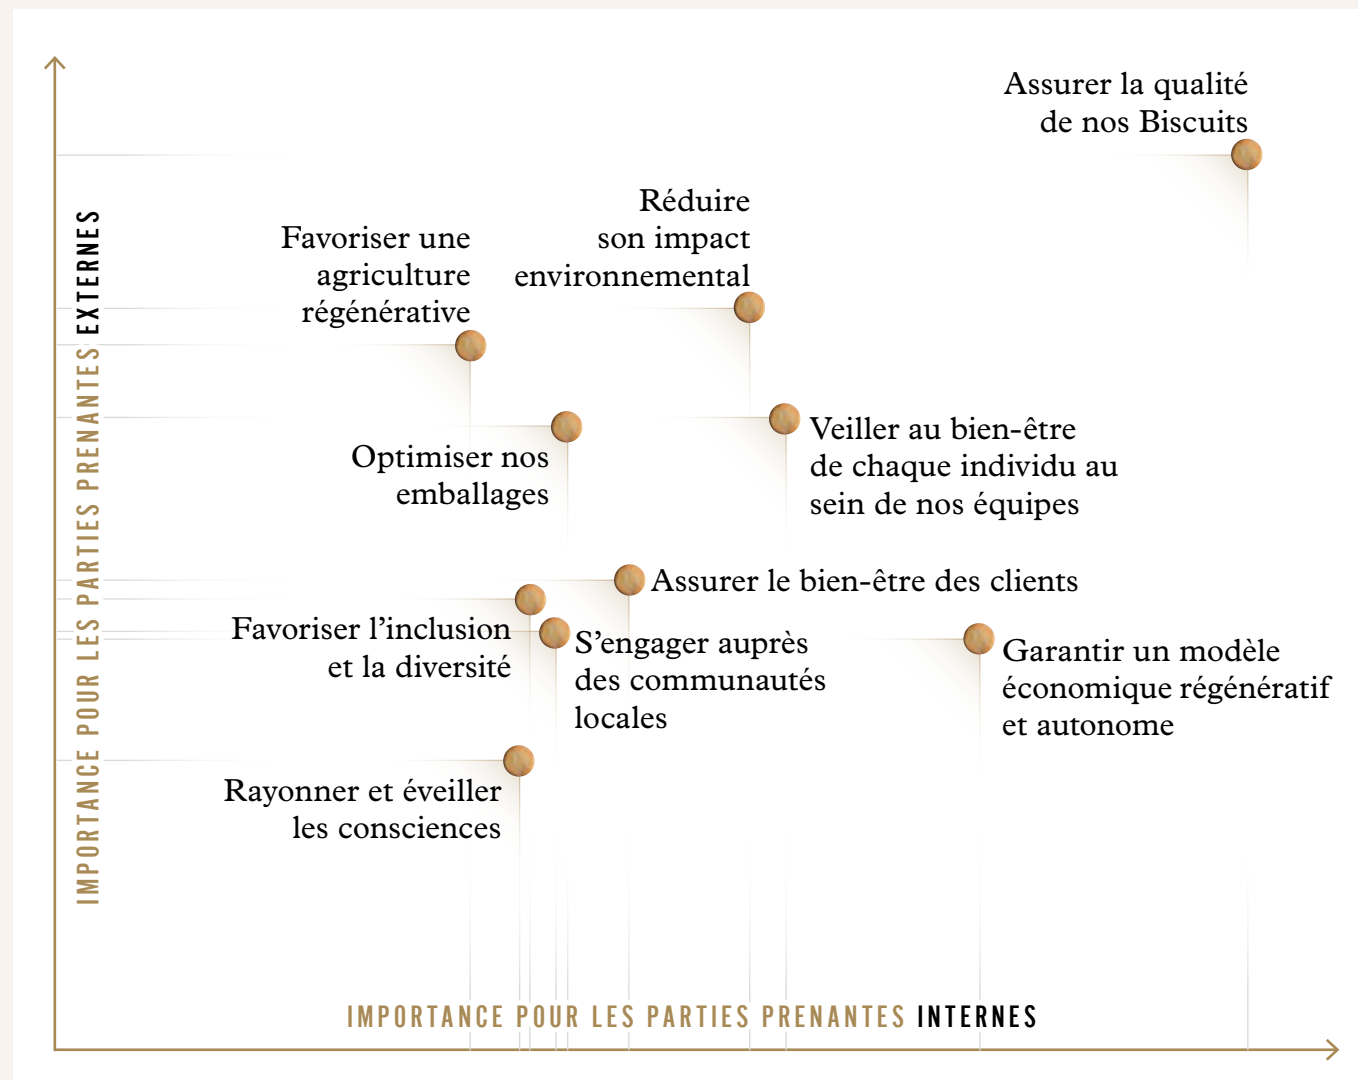 Assurer la qualité
de nos Biscuits
Réduire
son impact
environnemental
Favoriser une
agriculture
régénérative
Optimiser nos
emballages
Veiller au bien-être
de chaque individu au
sein de nos équipes
Assurer le bien-être des clients
Favoriser l’inclusion
et la diversité
S’engager auprès
des communautés
locales
Garantir un modèle
économique régénératif
et autonome
Rayonner et éveiller
les consciences
IMPORTANCE POUR LES PARTIES PRENANTES EXTERNES
IMPORTANCE POUR LES PARTIES PRENANTES INTERNES